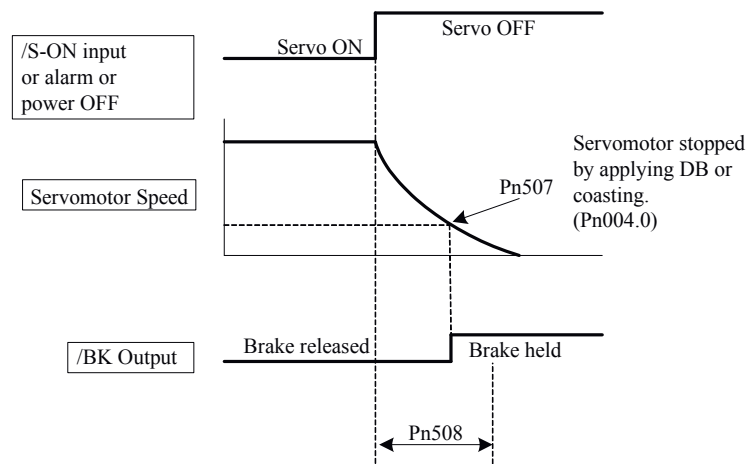 Servo OFF
Servo ON
/S-ON input
or alarm or
power OFF
Servomotor stopped
by applying DB or
coasting.
(Pn004.0)
Pn507
Servomotor Speed
Brake released
/BK Output
Brake held
Pn508